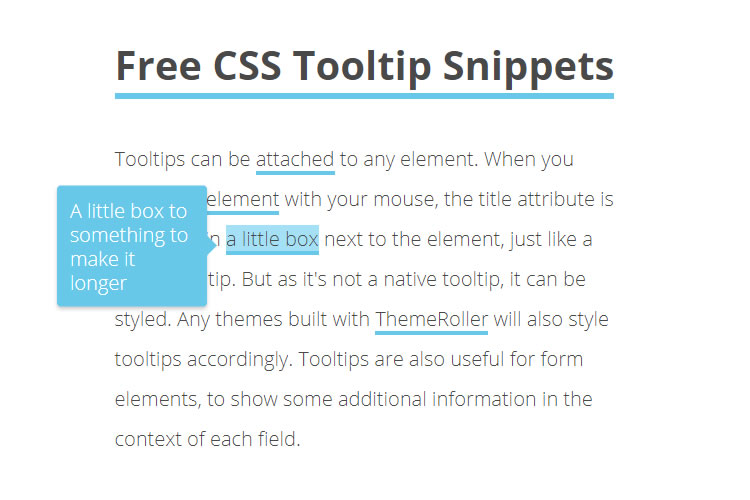 Free CSS Tooltip Snippets
Tooltips can be attached to any element. When you
element with your mouse, the title attribute is
A little box to
something to
make it
longer
n a little box next to the element, just like a
tip. But as it's not a native tooltip, it can be
styled. Any themes built with ThemeRoller will also style
tooltips accordingly. Tooltips are also useful for form
elements, to show some additional information in the
context of each field.